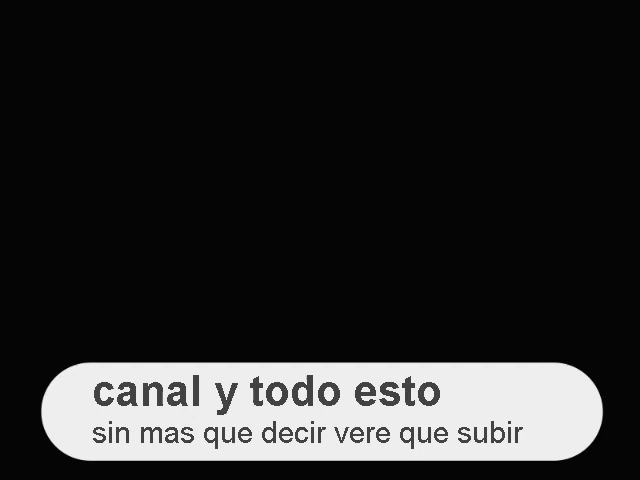 canal y todo esto
sin mas que decir vere que subir